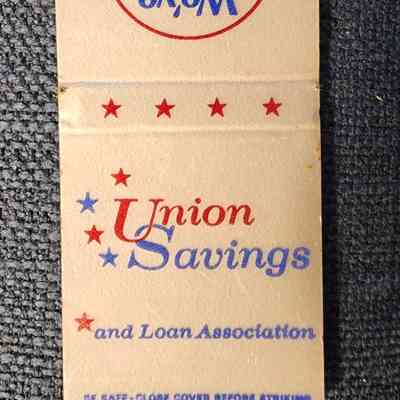 Union
Savings
and Loan Association
BE SAFE-CLOSE COVER BEFORE STRIKING